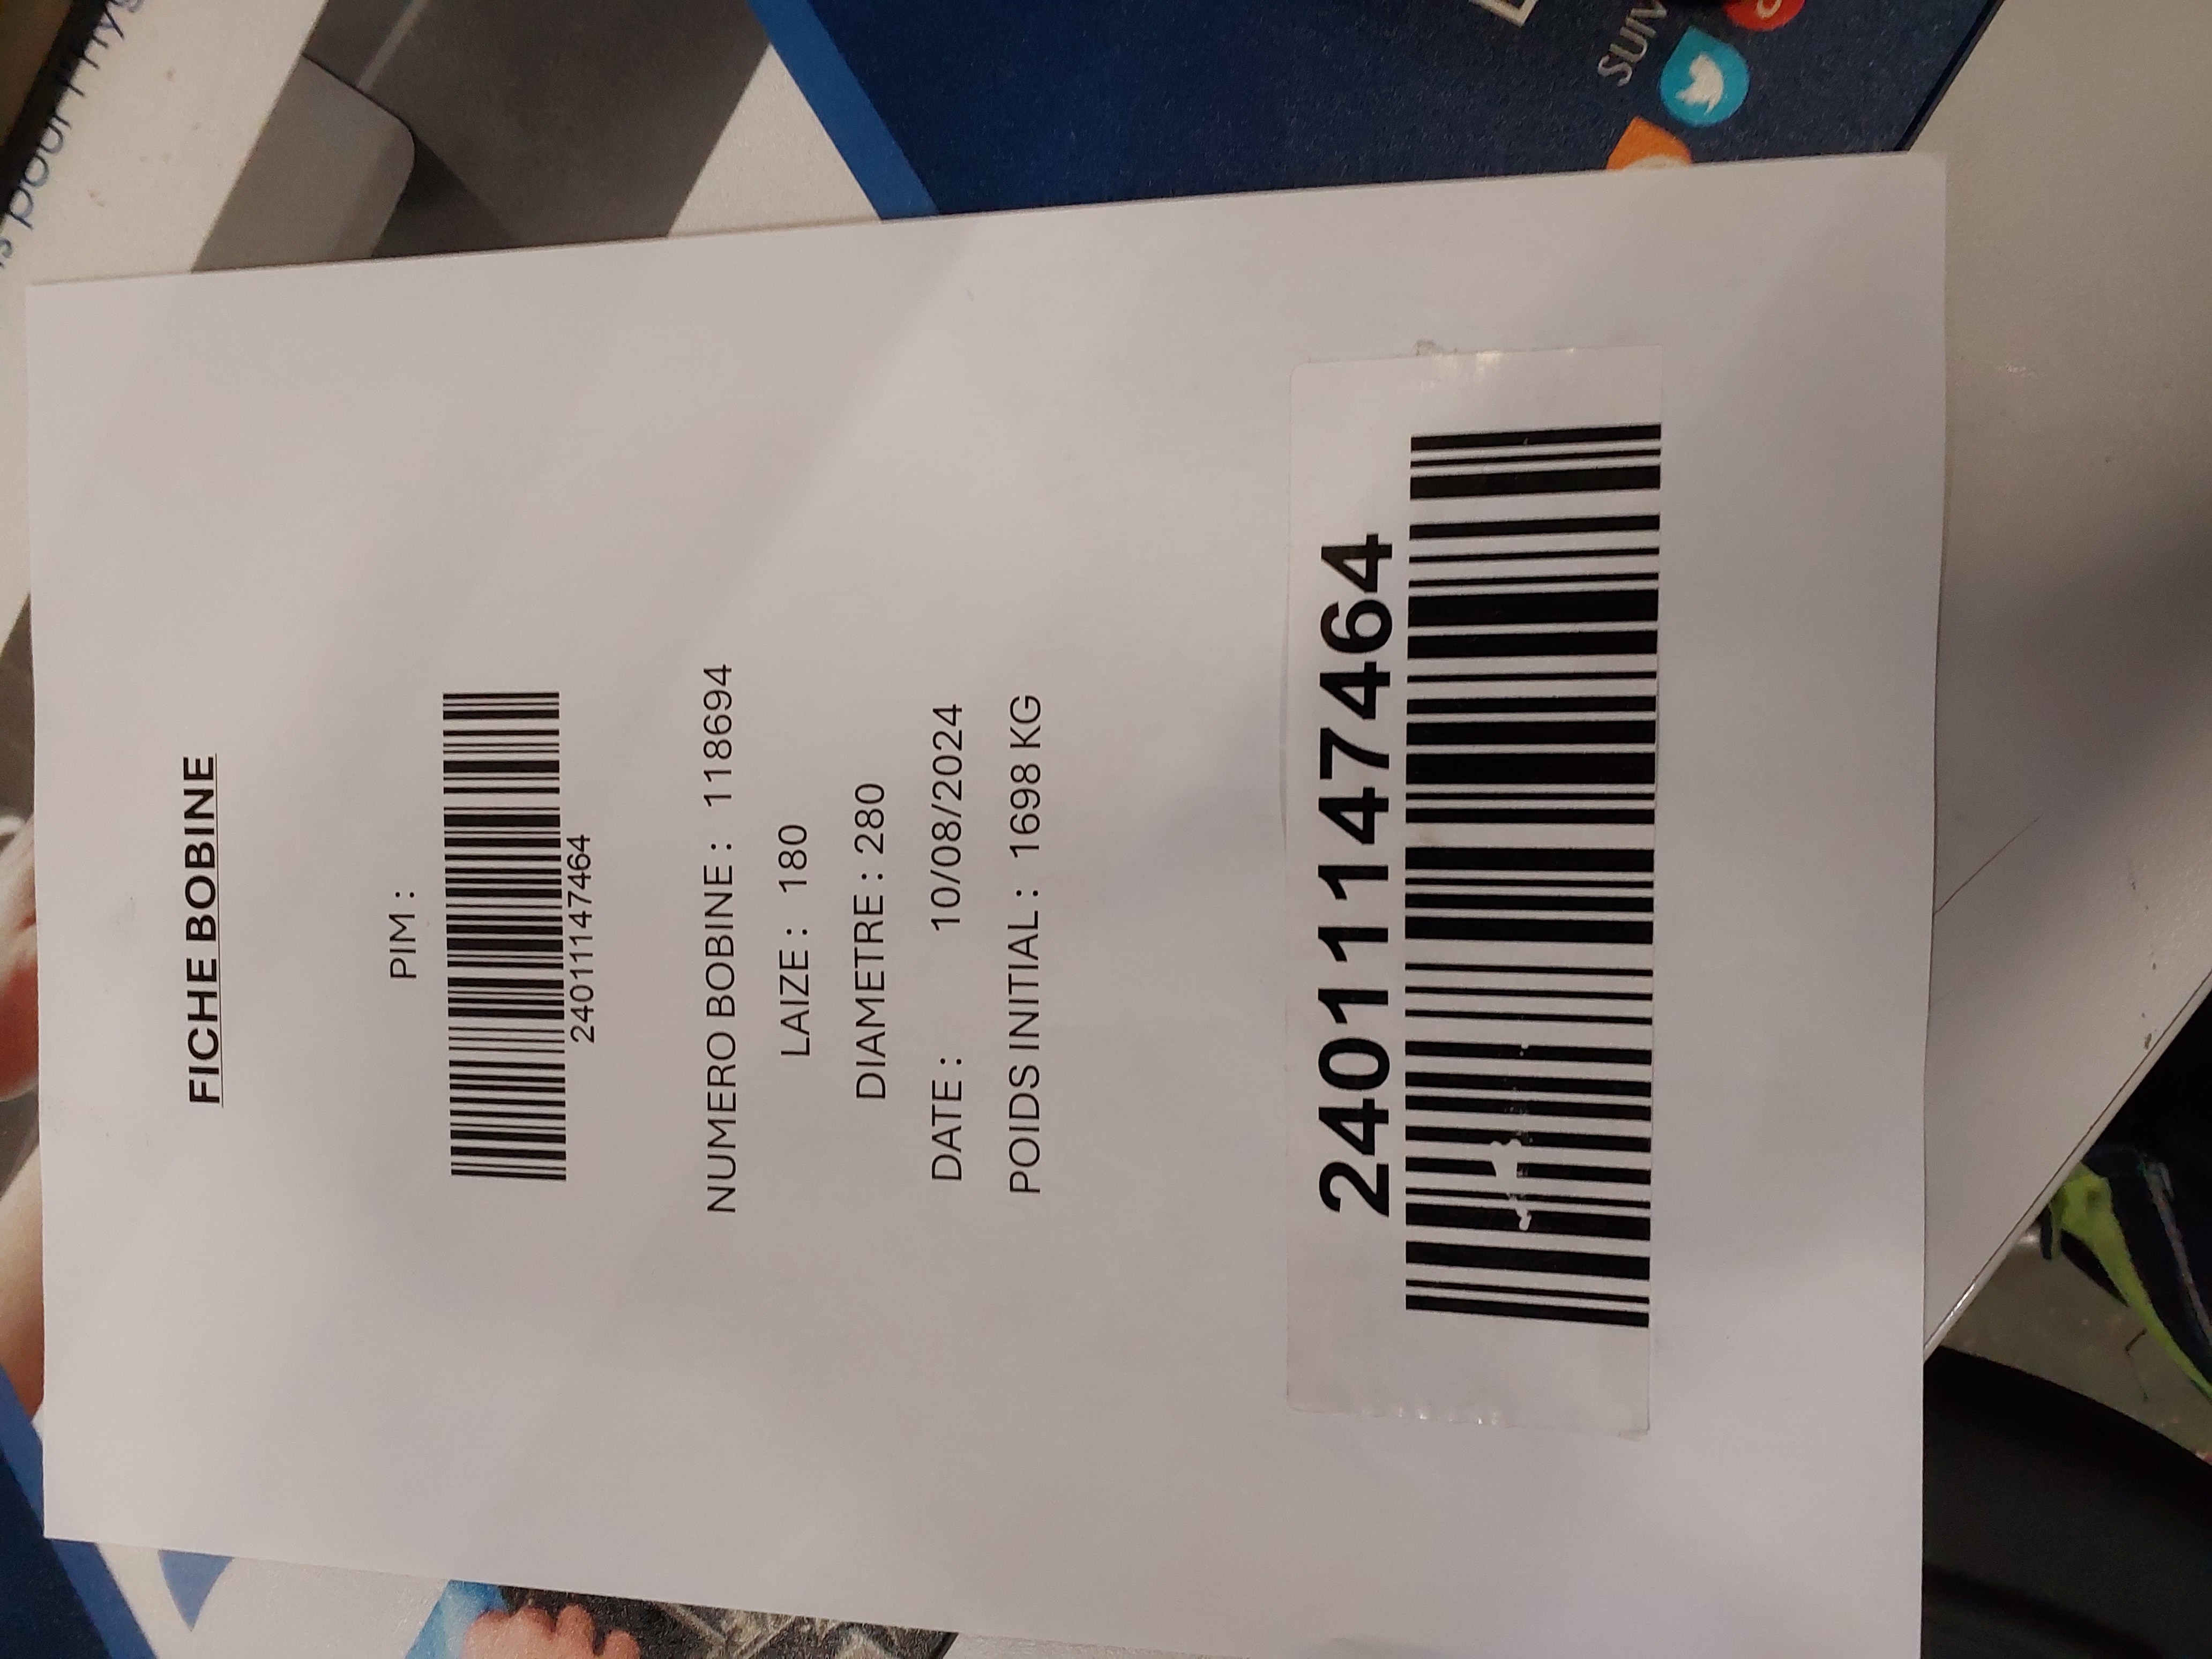 pour l'hyg
FICHE BOBINE
PIM :
24011147464
NUMERO BOBINE : 118694
LAIZE : 180
DIAMETRE : 280
DATE : 10/08/2024
POIDS INITIAL : 1698 KG
24011147464
SUIV